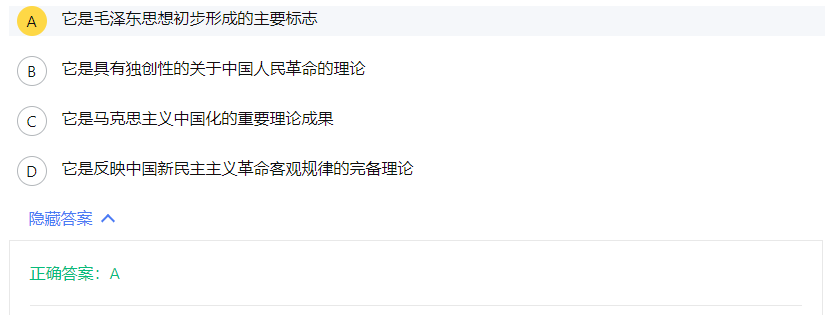 A 它是毛泽东思想初步形成的主要标志
B 它是具有独创性的关于中国人民革命的理论
C 它是马克思主义中国化的重要理论成果
D 它是反映中国新民主主义革命客观规律的完备理论
隐藏答案
正确答案：A